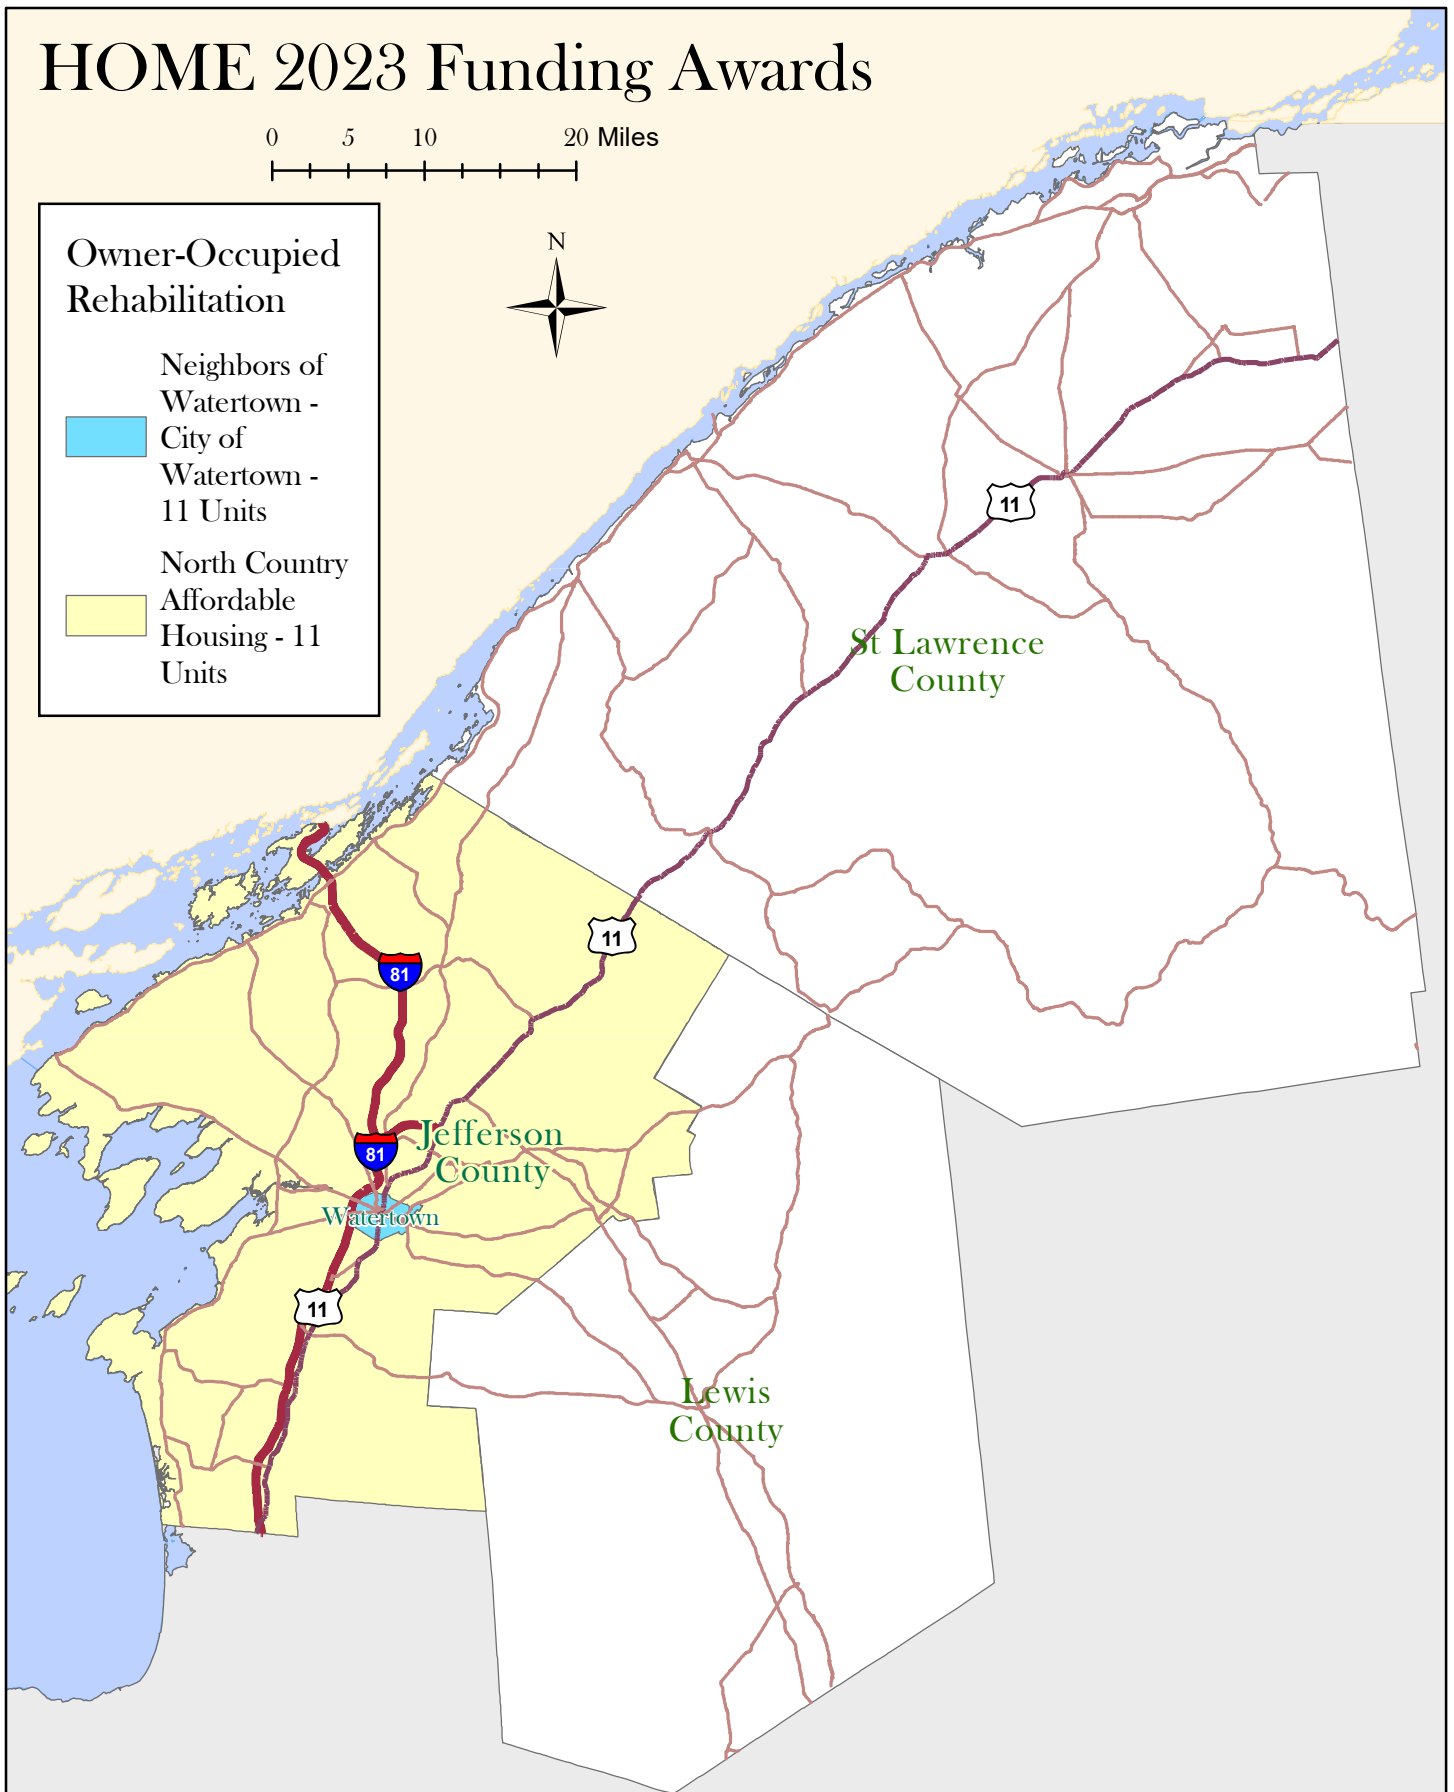 HOME 2023 Funding Awards
0 5 10 20 Miles
Owner-Occupied
Rehabilitation
Neighbors of
Watertown -
City of
Watertown -
11 Units
North Country
Affordable
Housing - 11
Units
N
11
St Lawrence
County
11
81
81
Jefferson
County
Watertown
11
Lewis
County